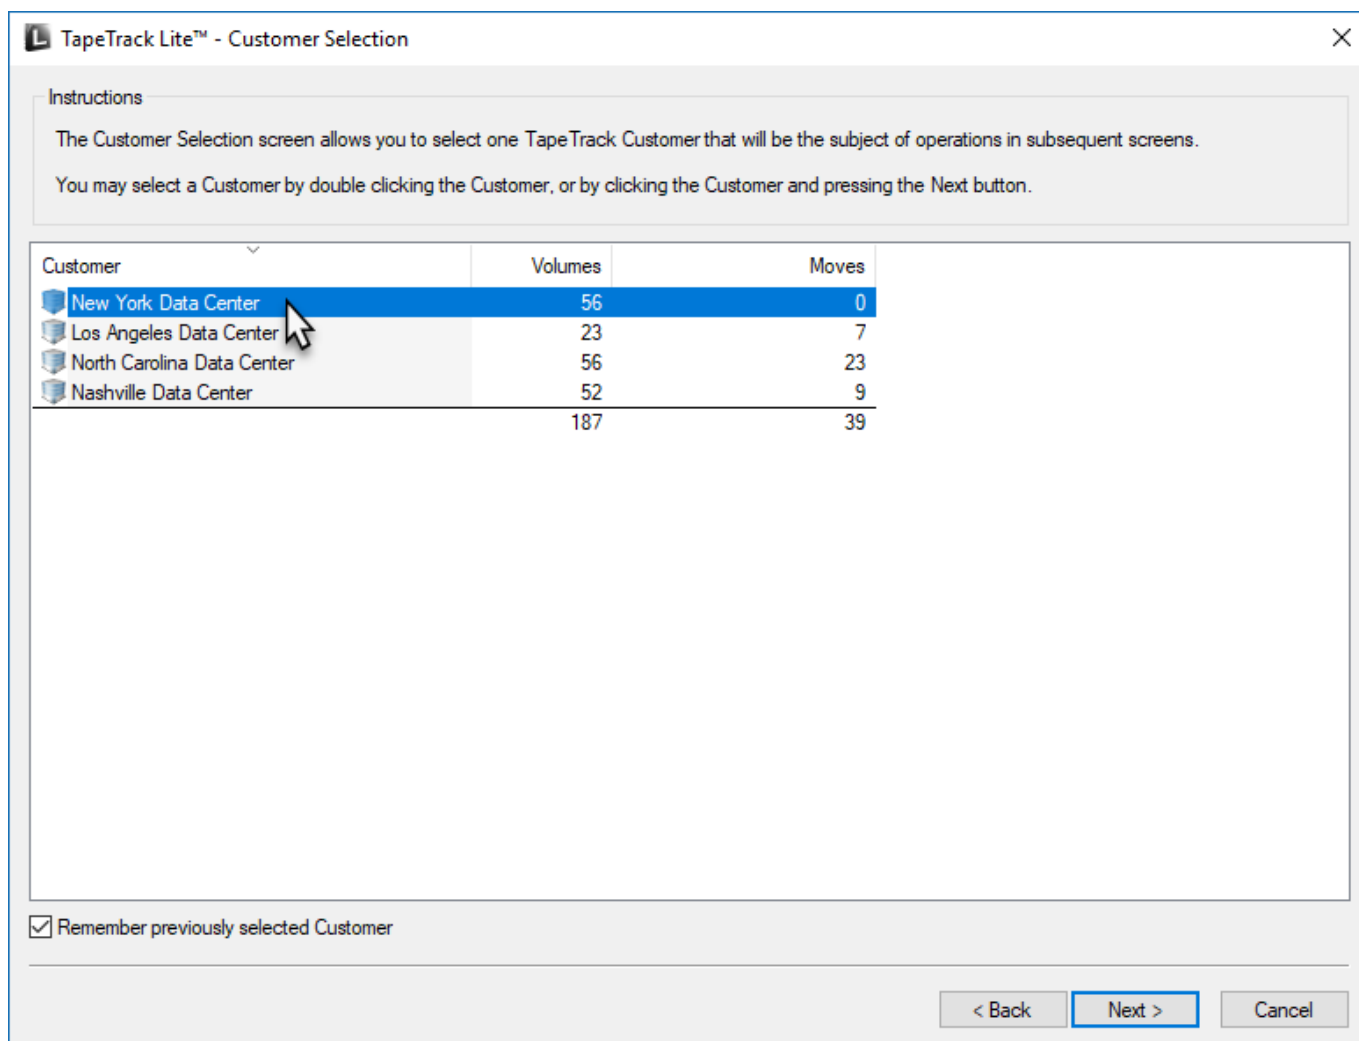 TapeTrack Lite™ - Customer Selection
Instructions
The Customer Selection screen allows you to select one TapeTrack Customer that will be the subject of operations in subsequent screens.
You may select a Customer by double clicking the Customer, or by clicking the Customer and pressing the Next button.
Customer Volumes Moves
New York Data Center 56 0
Los Angeles Data Center 23 7
North Carolina Data Center 56 23
Nashville Data Center 52 9
187 39
Remember previously selected Customer
< Back Next > Cancel